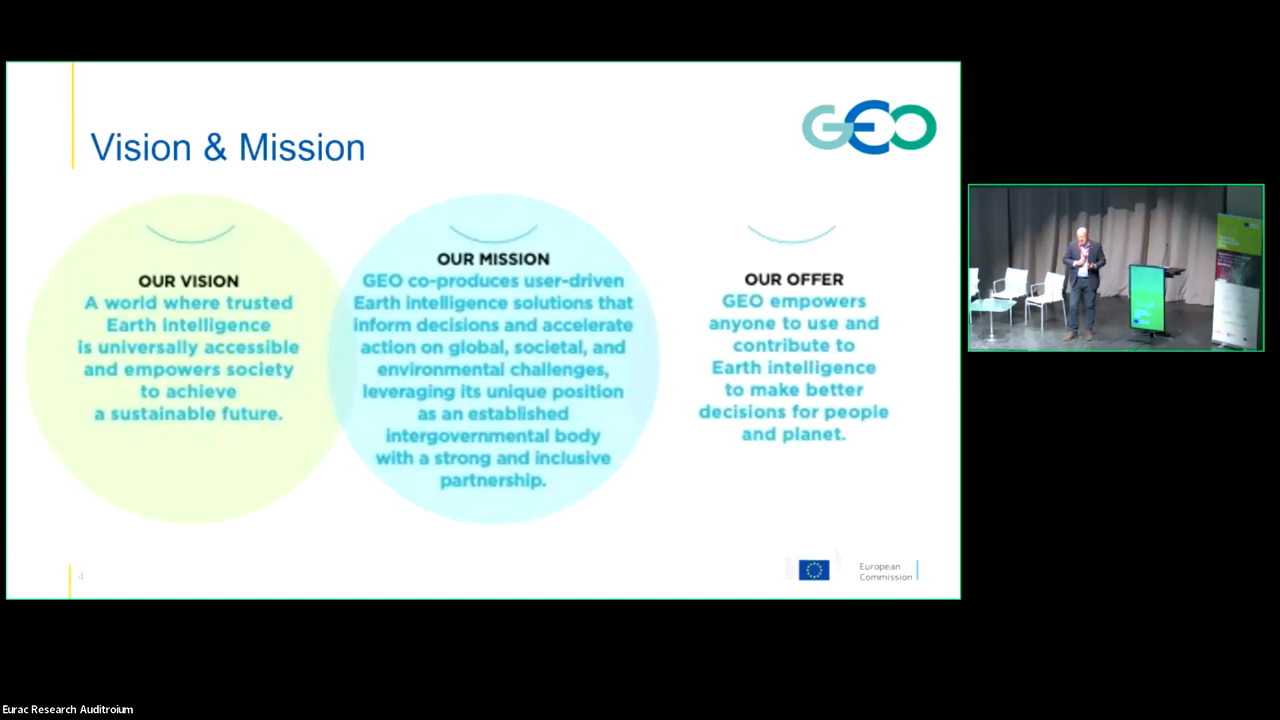 GEO
Vision & Mission
OUR VISION
A world where trusted
Earth intelligence
is universally accessible
and empowers society
to achieve
a sustainable future.
OUR MISSION
GEO co-produces user-driven
Earth intelligence solutions that
inform decisions and accelerate
action on global, societal, and
environmental challenges,
leveraging its unique position
as an established
intergovernmental body
with a strong and inclusive
partnership.
OUR OFFER
GEO empowers
anyone to use and
contribute to
Earth intelligence
to make better
decisions for people
and planet.
European
Commission
Eurac Research Auditroium